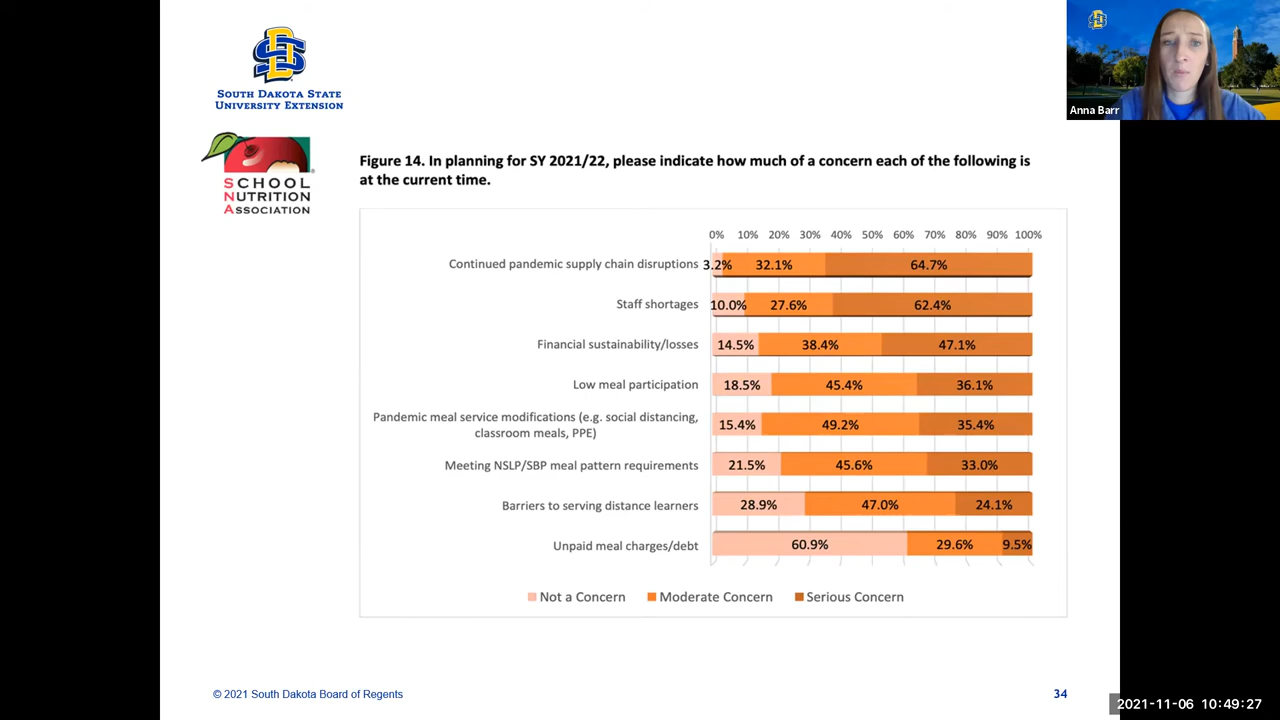 SOUTH DAKOTA STATE
UNIVERSITY EXTENSION
SCHOOL
NUTRITION
ASSOCIATION
Anna Barr
Figure 14. In planning for SY 2021/22, please indicate how much of a concern each of the following is
at the current time.
0% 10% 20% 30% 40% 50% 60% 70% 80% 90% 100%
Continued pandemic supply chain disruptions 3.2% 32.1% 64.7%
Staff shortages 10.0% 27.6% 62.4%
Financial sustainability/losses 14.5% 38.4% 47.1%
Low meal participation 18.5% 45.4% 36.1%
Pandemic meal service modifications (e.g. social distancing,
classroom meals, PPE) 15.4% 49.2% 35.4%
Meeting NSLP/SBP meal pattern requirements 21.5% 45.6% 33.0%
Barriers to serving distance learners 28.9% 47.0% 24.1%
Unpaid meal charges/debt 60.9% 29.6% 9.5%
Not a Concern Moderate Concern Serious Concern
© 2021 South Dakota Board of Regents
34
2021-11-06 10:49:27